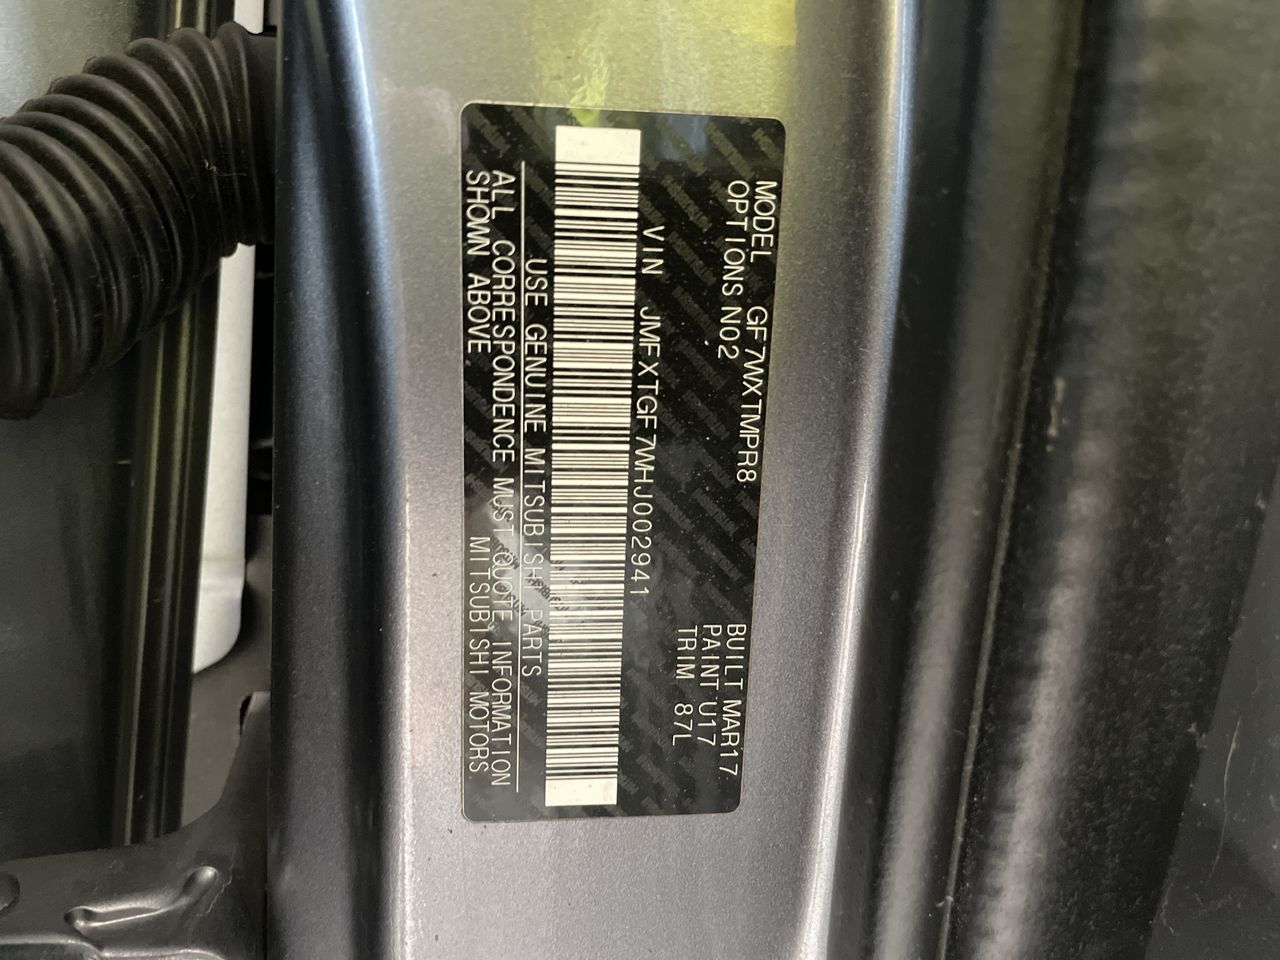 MODEL GF7WXTMPR8
OPTIONS N02
BUILT MAR17
PAINT U17
TRIM 87L
VIN JMFXTGF7WHJ002941
USE GENUINE MITSUBISHI PARTS
ALL CORRESPONDENCE MUST QUOTE INFORMATION
SHOWN ABOVE. MITSUBISHI MOTORS.